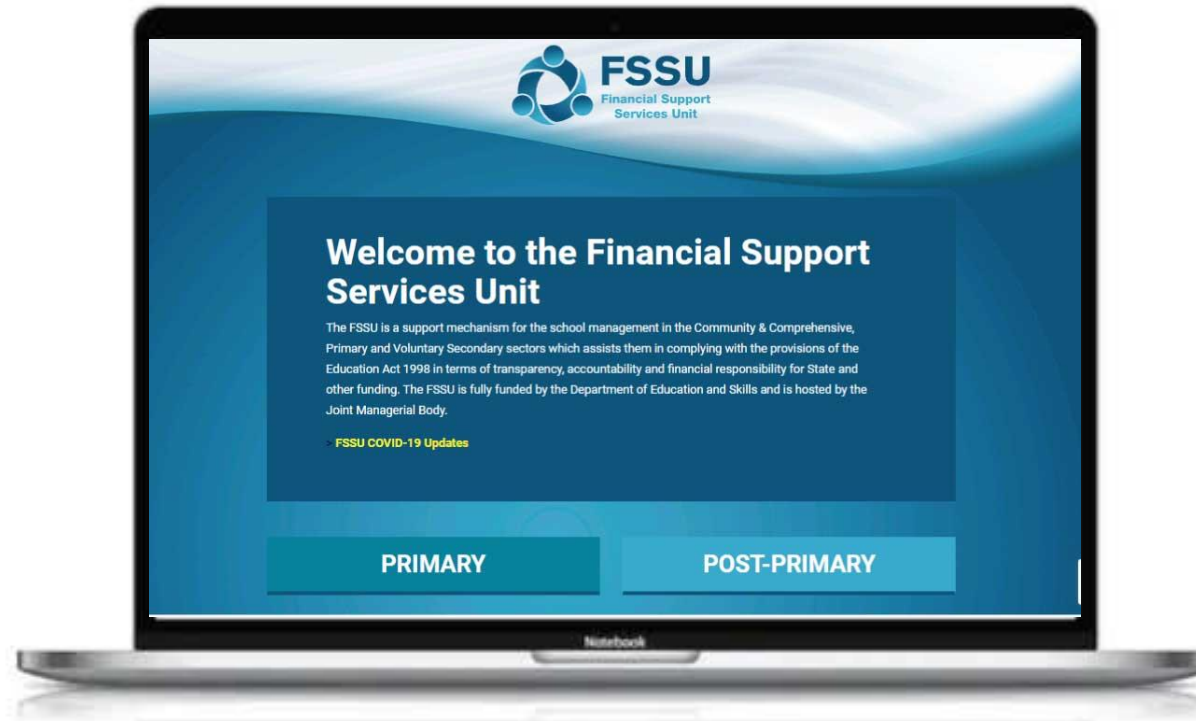 FSSU
Financial Support
Services Unit
Welcome to the Financial Support
Services Unit
The FSSU is a support mechanism for the school management in the Community & Comprehensive,
Primary and Voluntary Secondary sectors which assists them in complying with the provisions of the
Education Act 1998 in terms of transparency, accountability and financial responsibility for State and
other funding. The FSSU is fully funded by the Department of Education and Skills and is hosted by the
Joint Managerial Body.
> FSSU COVID-19 Updates
PRIMARY
POST-PRIMARY
Notebook